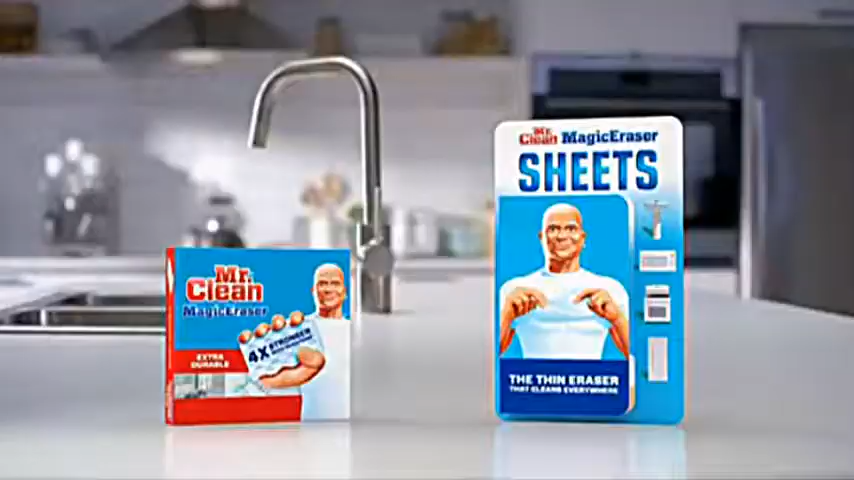 Mr.
Clean
MagicEraser
EXTRA
DURABLE
4X STRONGER
Mr.
Clean MagicEraser
SHEETS
THE THIN ERASER
THAT CLEANS EVERYWHERE